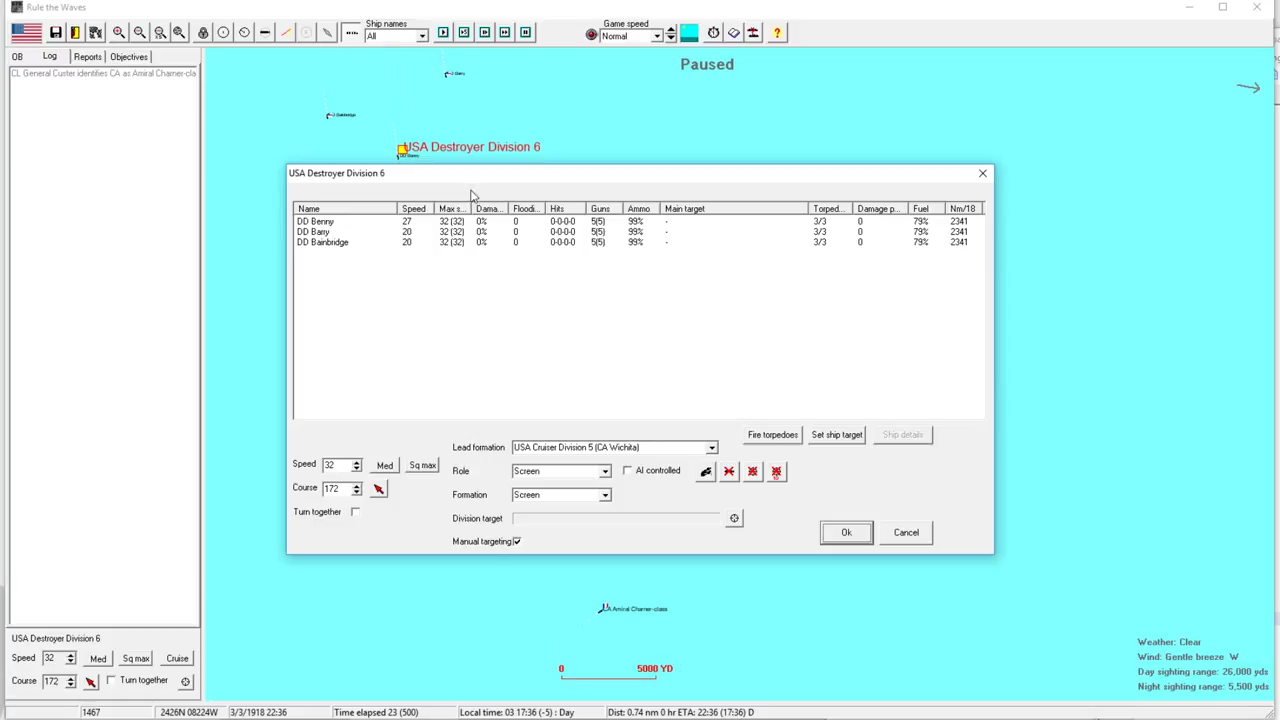 Rule the Waves
Ship names
All
Game speed
Normal
OB Log Reports Objectives
CL General Custer identifies CA as Amiral Charner-cla
Paused
USA Destroyer Division 6
USA Destroyer Division 6
Name Speed Max s... Dama... Floodi... Hits Guns Ammo Main target Torped... Damage p... Fuel Nm/18
DD Benny 27 32 (32) 0% 0 0-0-0-0 5(5) 99% - 3/3 0 79% 2341
DD Barry 20 32 (32) 0% 0 0-0-0-0 5(5) 99% - 3/3 0 79% 2341
DD Bainbridge 20 32 (32) 0% 0 0-0-0-0 5(5) 99% - 3/3 0 79% 2341
Fire torpedoes Set ship target Ship details
Lead formation USA Cruiser Division 5 (CA Wichita)
Speed 32 Med Sq max
Role Screen AI controlled
Course 172
Formation Screen
Turn together
Division target
Manual targeting
Ok Cancel
CA Amiral Charner-class
0 5000 YD
Weather: Clear
Wind: Gentle breeze W
Day sighting range: 26,000 yds
Night sighting range: 5,500 yds
USA Destroyer Division 6
Speed 32 Med Sq max Cruise
Course 172 Turn together
1467 2426N 08224W 3/3/1918 22:36 Time elapsed 23 (500) Local time: 03 17:36 (-5) : Day Dist: 0.74 nm 0 hr ETA: 22:36 (17:36) D